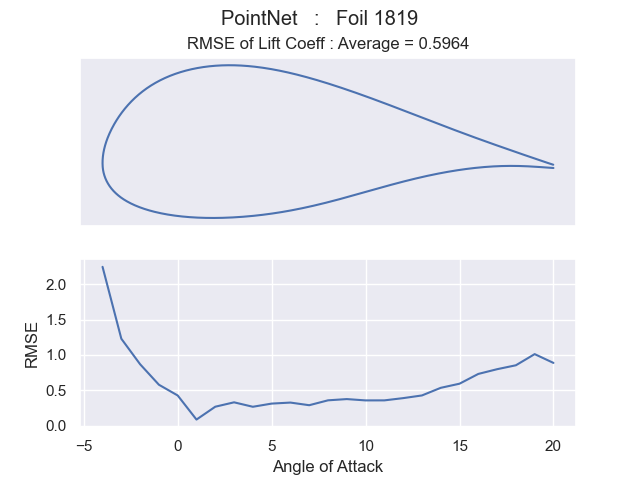 PointNet : Foil 1819
RMSE of Lift Coeff : Average = 0.5964
2.0
1.5
1.0
0.5
0.0
RMSE
−5 0 5 10 15 20
Angle of Attack